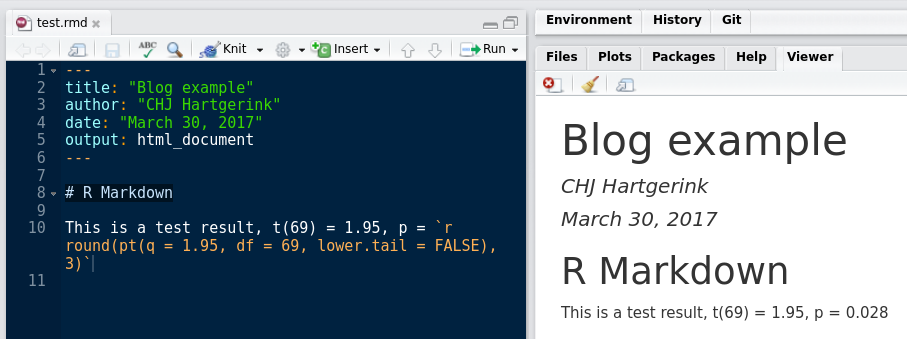 test.rmd
ABC Knit Insert Run
1 ---
2 title: "Blog example"
3 author: "CHJ Hartgerink"
4 date: "March 30, 2017"
5 output: html_document
6 ---
7
8 # R Markdown
9
10 This is a test result, t(69) = 1.95, p = `r
round(pt(q = 1.95, df = 69, lower.tail = FALSE),
3)`
11
Environment History Git
Files Plots Packages Help Viewer
Blog example
CHJ Hartgerink
March 30, 2017
R Markdown
This is a test result, t(69) = 1.95, p = 0.028